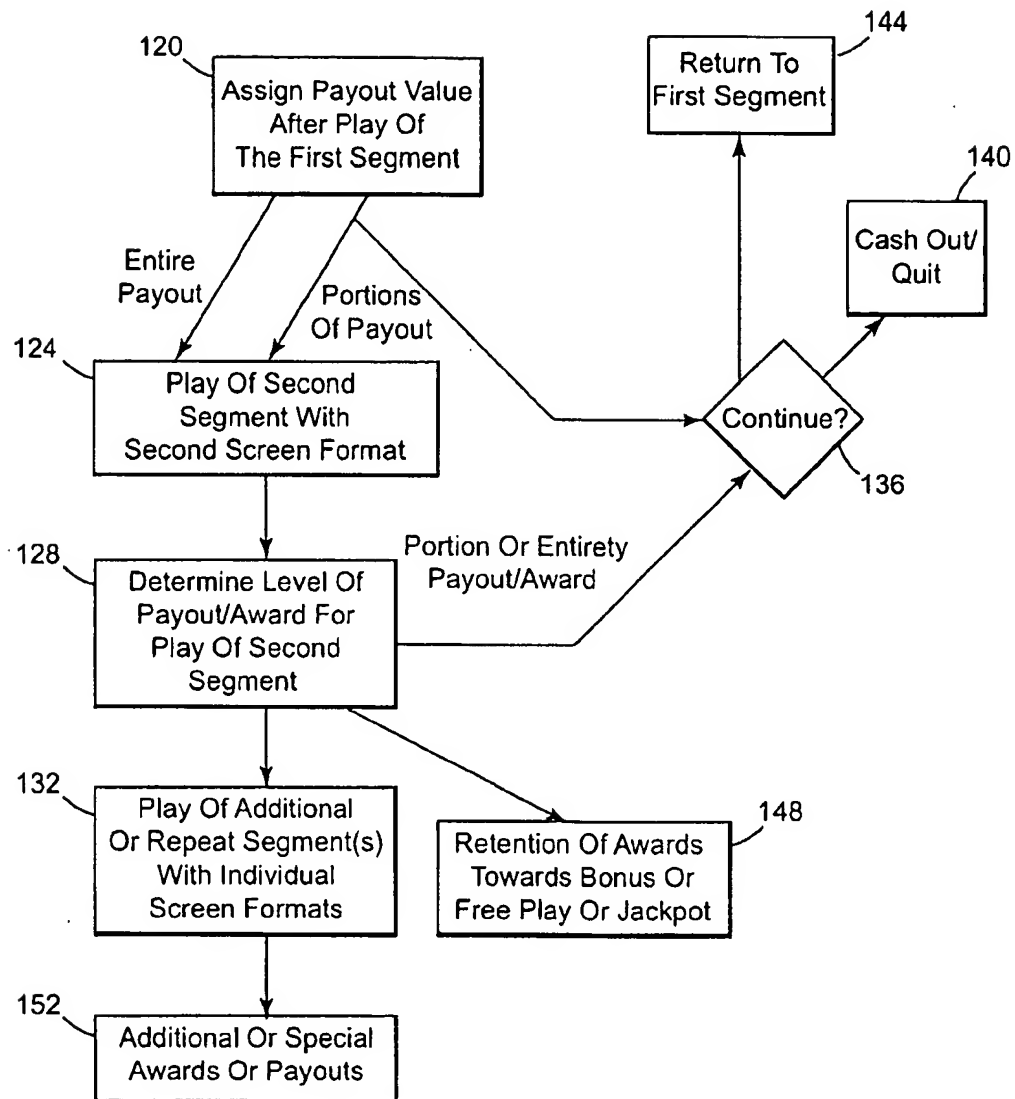 120
Assign Payout Value
After Play Of
The First Segment
144
Return To
First Segment
140
Cash Out/
Quit
Entire
Payout
Portions
Of Payout
124
Play Of Second
Segment With
Second Screen Format
Continue?
136
128
Determine Level Of
Payout/Award For
Play Of Second
Segment
Portion Or Entirety
Payout/Award
132
Play Of Additional
Or Repeat Segment(s)
With Individual
Screen Formats
148
Retention Of Awards
Towards Bonus Or
Free Play Or Jackpot
152
Additional Or Special
Awards Or Payouts